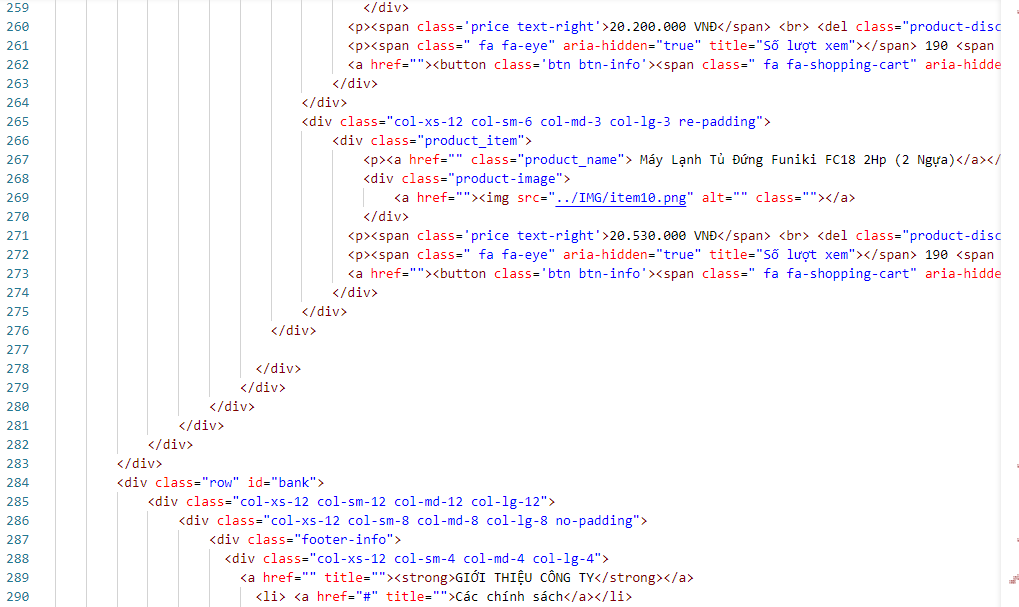 259 </div>
260 <p><span class='price text-right'>20.200.000 VNĐ</span> <br> <del class="product-disc
261 <p><span class=" fa fa-eye" aria-hidden="true" title="Số lượt xem"></span> 190 <span
262 <a href=""><button class='btn btn-info'><span class=" fa fa-shopping-cart" aria-hidde
263 </div>
264 </div>
265 <div class="col-xs-12 col-sm-6 col-md-3 col-lg-3 re-padding">
266 <div class="product_item">
267 <p><a href="" class="product_name"> Máy Lạnh Tủ Đứng Funiki FC18 2Hp (2 Ngựa)</a></
268 <div class="product-image">
269 <a href=""><img src="../IMG/item10.png" alt="" class=""></a>
270 </div>
271 <p><span class='price text-right'>20.530.000 VNĐ</span> <br> <del class="product-disc
272 <p><span class=" fa fa-eye" aria-hidden="true" title="Số lượt xem"></span> 190 <span
273 <a href=""><button class='btn btn-info'><span class=" fa fa-shopping-cart" aria-hidde
274 </div>
275 </div>
276 </div>
277
278 </div>
279 </div>
280 </div>
281 </div>
282 </div>
283 </div>
284 <div class="row" id="bank">
285 <div class="col-xs-12 col-sm-12 col-md-12 col-lg-12">
286 <div class="col-xs-12 col-sm-8 col-md-8 col-lg-8 no-padding">
287 <div class="footer-info">
288 <div class="col-xs-12 col-sm-4 col-md-4 col-lg-4">
289 <a href="" title=""><strong>GIỚI THIỆU CÔNG TY</strong></a>
290 <li> <a href="#" title="">Các chính sách</a></li>